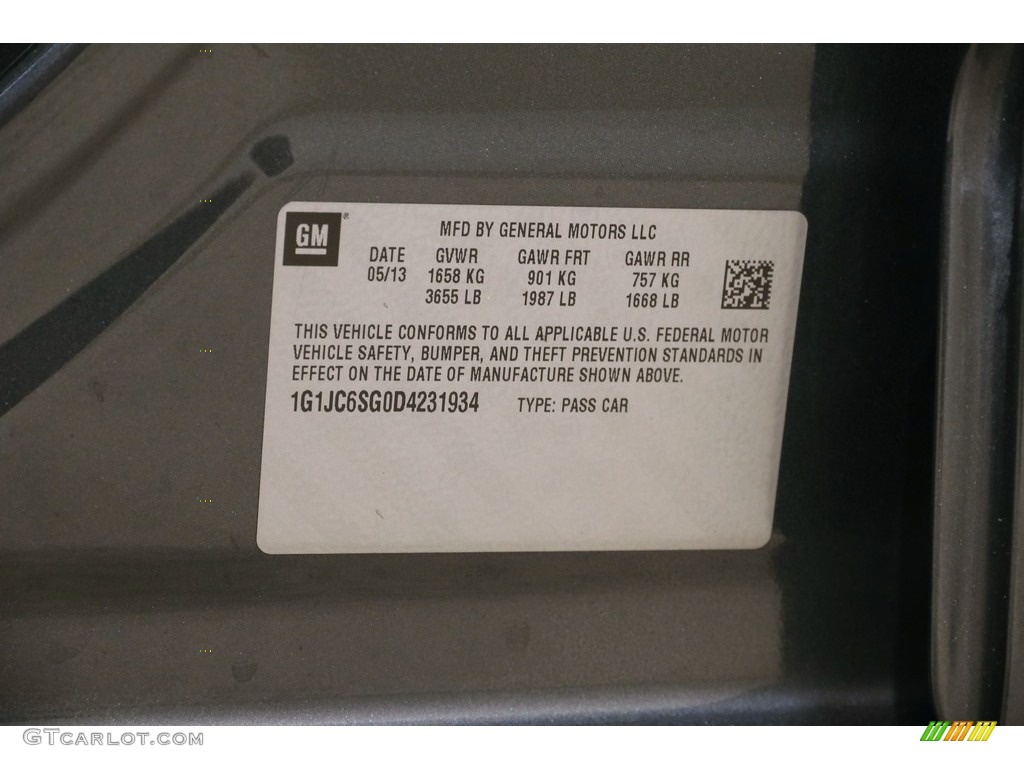 GM
MFD BY GENERAL MOTORS LLC
DATE GVWR GAWR FRT GAWR RR
05/13 1658 KG 901 KG 757 KG
3655 LB 1987 LB 1668 LB
THIS VEHICLE CONFORMS TO ALL APPLICABLE U.S. FEDERAL MOTOR
VEHICLE SAFETY, BUMPER, AND THEFT PREVENTION STANDARDS IN
EFFECT ON THE DATE OF MANUFACTURE SHOWN ABOVE.
1G1JC6SG0D4231934 TYPE: PASS CAR
GTCarlot.com